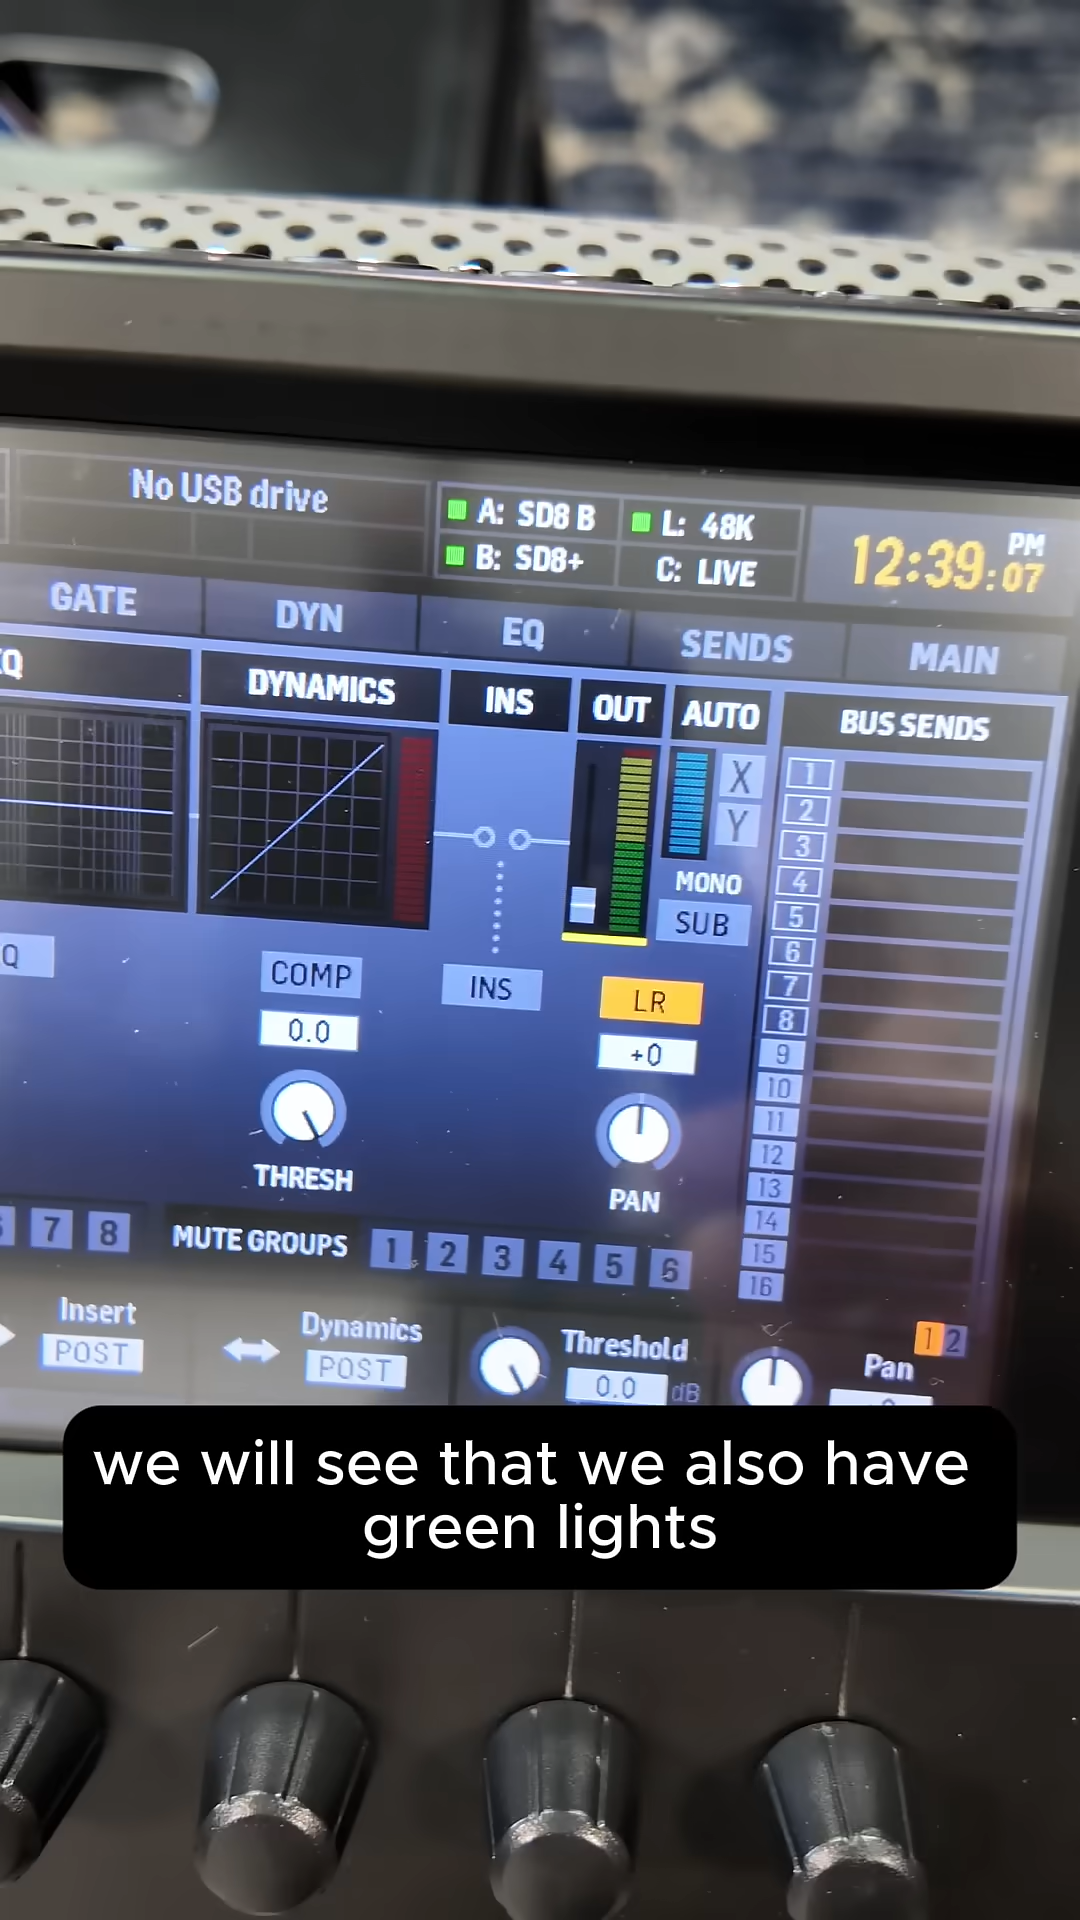 No USB drive
A: SD8 B
L: 48K
B: SD8+
C: LIVE
12:39:07 PM
GATE
DYN
EQ
SENDS
MAIN
DYNAMICS
INS
OUT
AUTO
BUS SENDS
X
Y
MONO
SUB
1
2
3
4
5
6
7
8
9
10
11
12
13
14
15
16
COMP
0.0
THRESH
INS
LR
+0
PAN
7
8
MUTE GROUPS
1
2
3
4
5
6
Insert
POST
Dynamics
POST
Threshold
0.0 dB
1 2
Pan
we will see that we also have
green lights